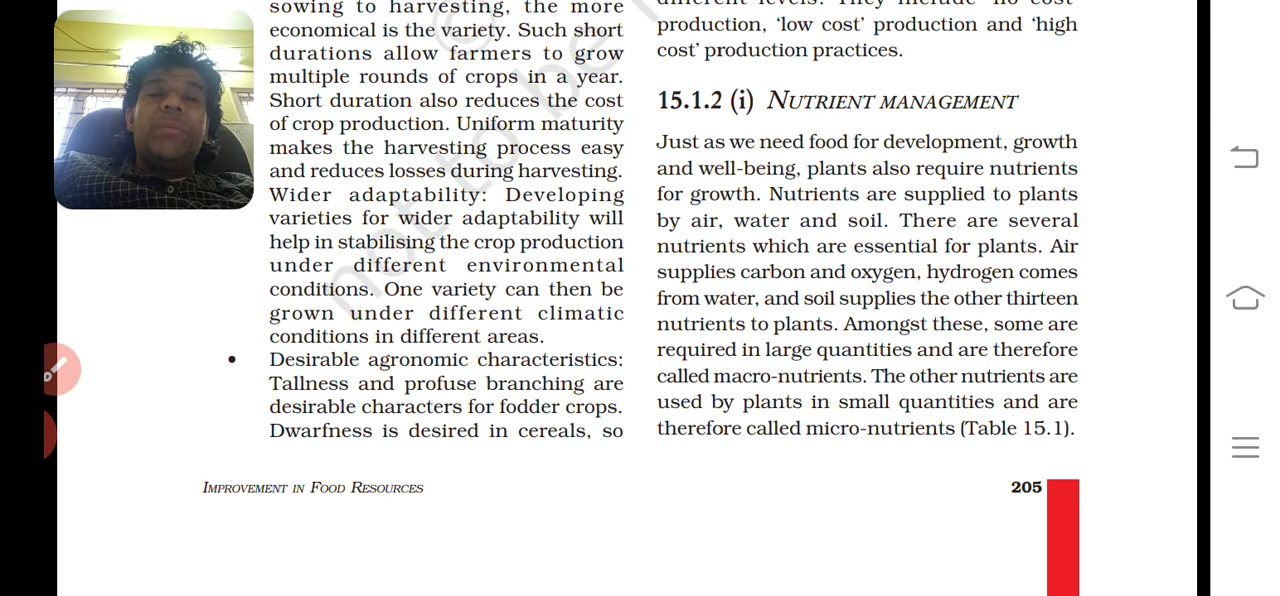 sowing to harvesting, the more
economical is the variety. Such short
durations allow farmers to grow
multiple rounds of crops in a year.
Short duration also reduces the cost
of crop production. Uniform maturity
makes the harvesting process easy
and reduces losses during harvesting.
Wider adaptability: Developing
varieties for wider adaptability will
help in stabilising the crop production
under different environmental
conditions. One variety can then be
grown under different climatic
conditions in different areas.
• Desirable agronomic characteristics:
Tallness and profuse branching are
desirable characters for fodder crops.
Dwarfness is desired in cereals, so
production, ‘low cost’ production and ‘high
cost’ production practices.
15.1.2 (i) NUTRIENT MANAGEMENT
Just as we need food for development, growth
and well-being, plants also require nutrients
for growth. Nutrients are supplied to plants
by air, water and soil. There are several
nutrients which are essential for plants. Air
supplies carbon and oxygen, hydrogen comes
from water, and soil supplies the other thirteen
nutrients to plants. Amongst these, some are
required in large quantities and are therefore
called macro-nutrients. The other nutrients are
used by plants in small quantities and are
therefore called micro-nutrients (Table 15.1).
IMPROVEMENT IN FOOD RESOURCES
205
© not to be